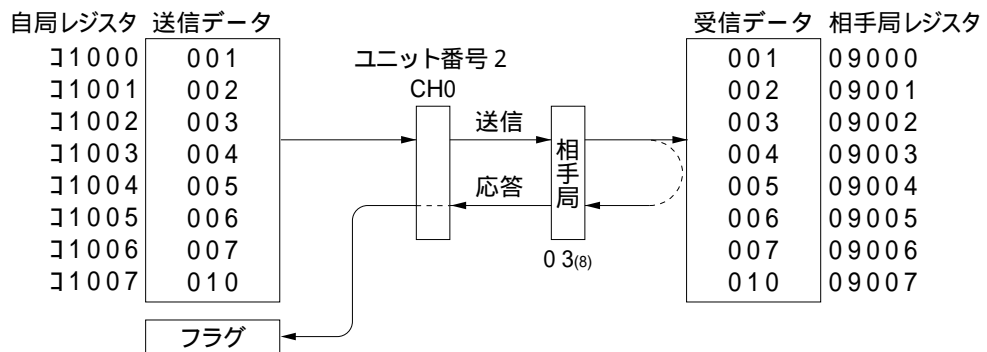 自局レジスタ 送信データ 受信データ 相手局レジスタ
ｺ1000 001 ユニット番号 2 001 09000
ｺ1001 002 CH0 002 09001
ｺ1002 003 送信 003 09002
ｺ1003 004 相手局 004 09003
ｺ1004 005 応答 005 09004
ｺ1005 006 006 09005
ｺ1006 007 0 3(8) 007 09006
ｺ1007 010 010 09007
フラグ